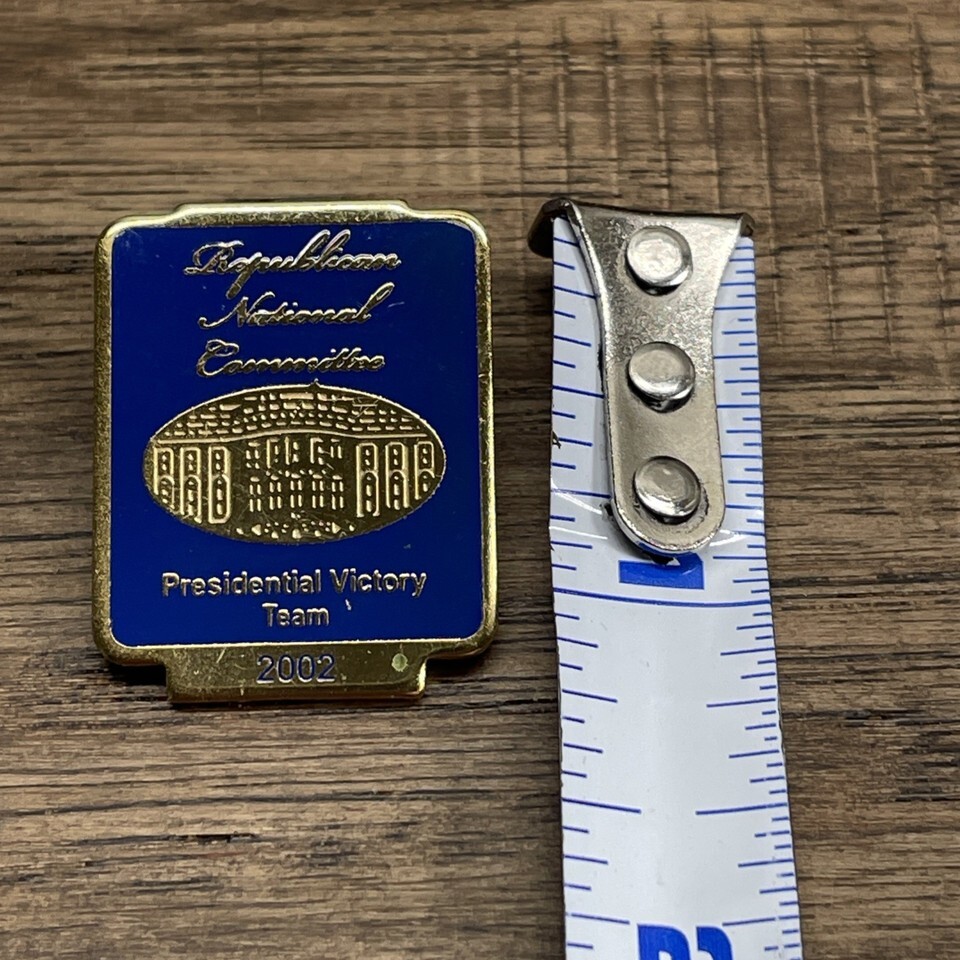 Republican
National
Committee
Presidential Victory
Team
2002